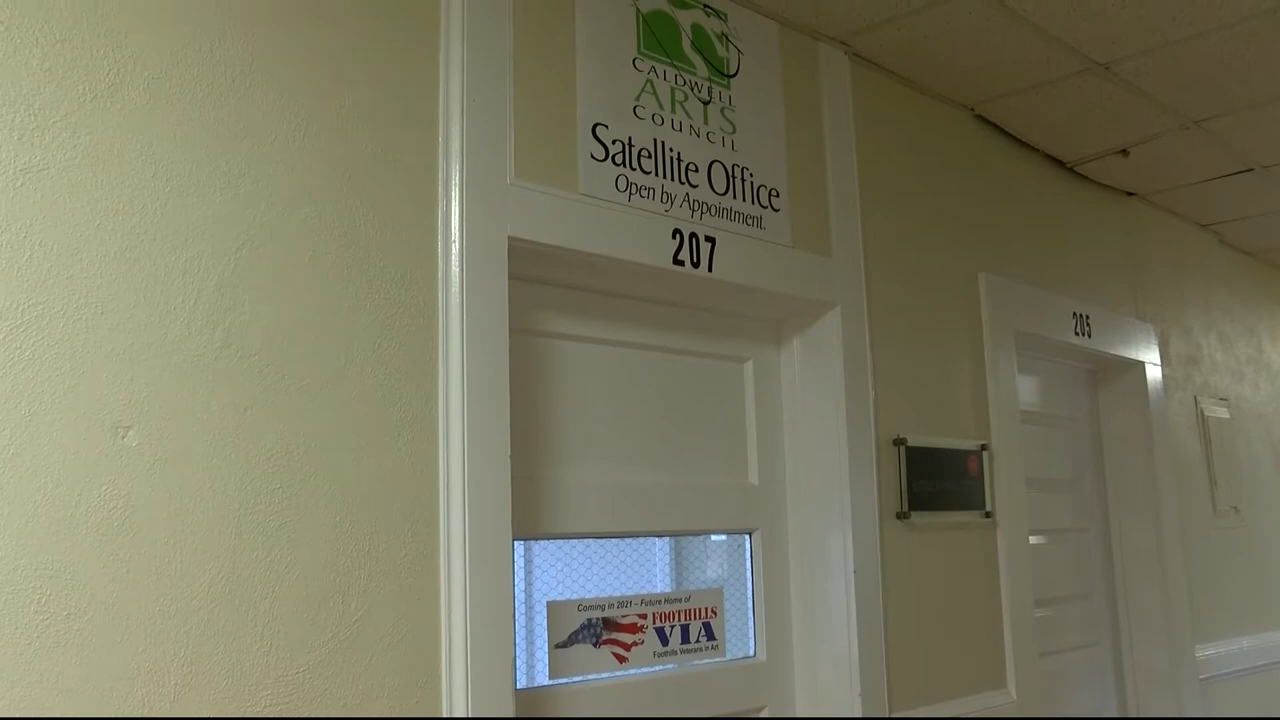 CALDWELL
ARTS
COUNCIL
Satellite Office
Open by Appointment.
207
205
Coming in 2021 – Future Home of
FOOTHILLS
VIA
Foothills Veterans in Art